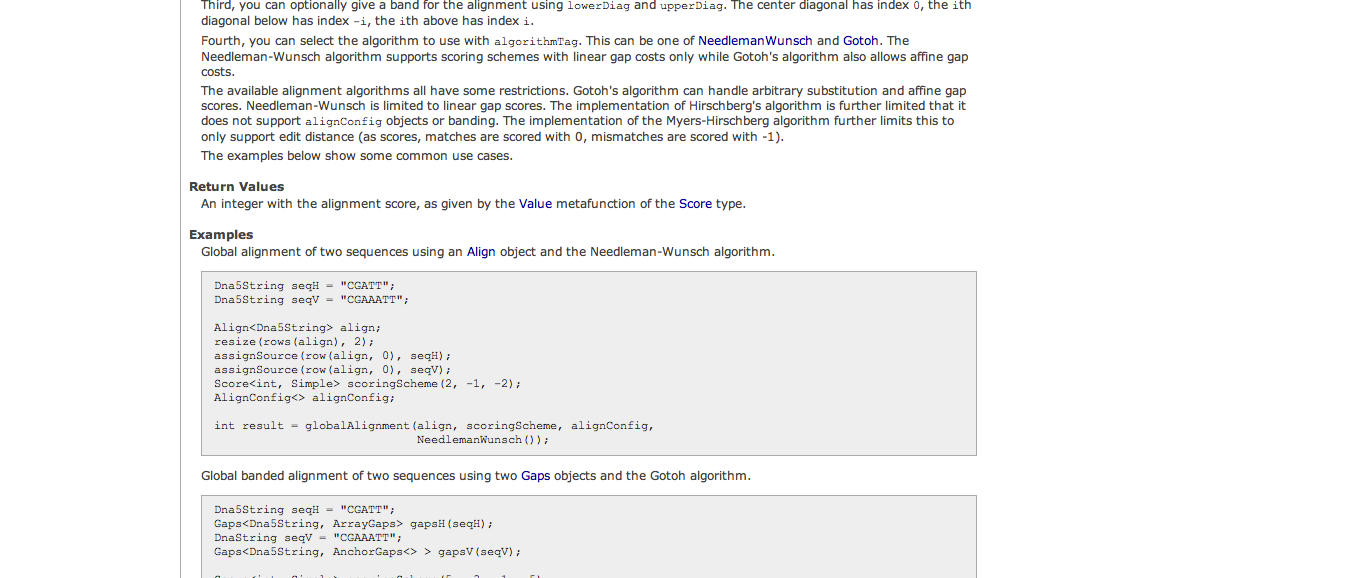 Third, you can optionally give a band for the alignment using lowerDiag and upperDiag. The center diagonal has index 0, the ith
diagonal below has index -i, the ith above has index i.
Fourth, you can select the algorithm to use with algorithmTag. This can be one of NeedlemanWunsch and Gotoh. The
Needleman-Wunsch algorithm supports scoring schemes with linear gap costs only while Gotoh's algorithm also allows affine gap
costs.
The available alignment algorithms all have some restrictions. Gotoh's algorithm can handle arbitrary substitution and affine gap
scores. Needleman-Wunsch is limited to linear gap scores. The implementation of Hirschberg's algorithm is further limited that it
does not support alignConfig objects or banding. The implementation of the Myers-Hirschberg algorithm further limits this to
only support edit distance (as scores, matches are scored with 0, mismatches are scored with -1).
The examples below show some common use cases.
Return Values
An integer with the alignment score, as given by the Value metafunction of the Score type.
Examples
Global alignment of two sequences using an Align object and the Needleman-Wunsch algorithm.
Dna5String seqH = "CGATT";
Dna5String seqV = "CGAAATT";
Align<Dna5String> align;
resize(rows(align), 2);
assignSource(row(align, 0), seqH);
assignSource(row(align, 0), seqV);
Score<int, Simple> scoringScheme(2, -1, -2);
AlignConfig<> alignConfig;
int result = globalAlignment(align, scoringScheme, alignConfig,
NeedlemanWunsch());
Global banded alignment of two sequences using two Gaps objects and the Gotoh algorithm.
Dna5String seqH = "CGATT";
Gaps<Dna5String, ArrayGaps> gapsH(seqH);
DnaString seqV = "CGAAATT";
Gaps<Dna5String, AnchorGaps<> > gapsV(seqV);